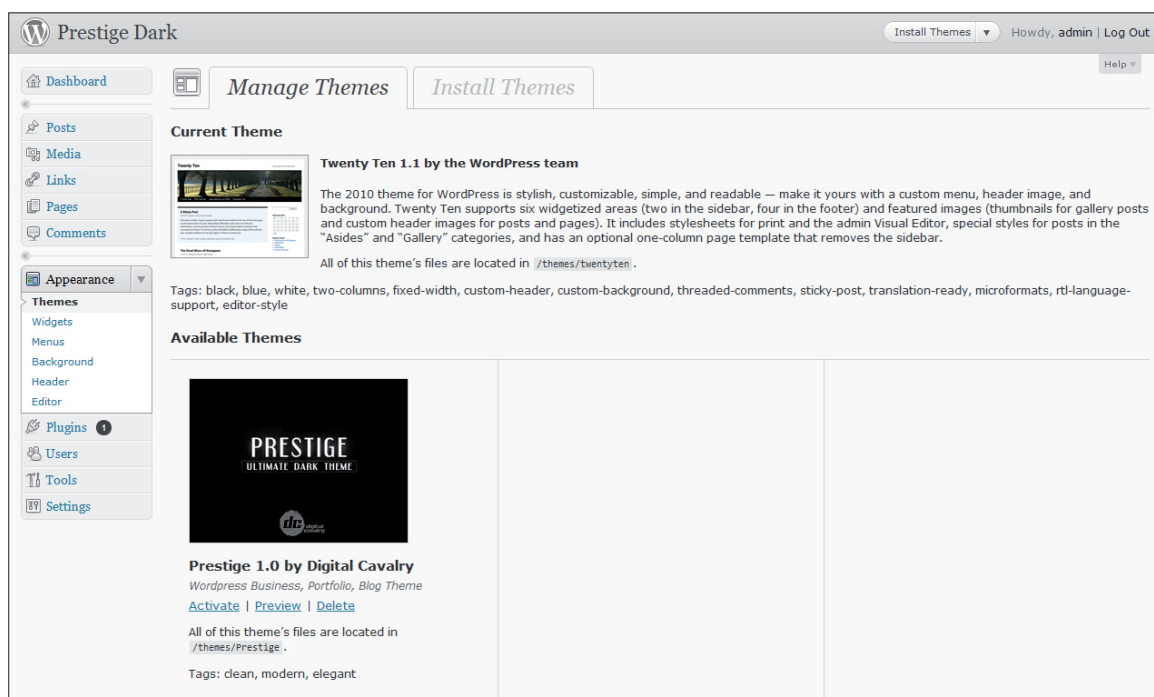 Prestige Dark
Install Themes
Howdy, admin | Log Out
Help
Dashboard
Posts
Media
Links
Pages
Comments
Appearance
Themes
Widgets
Menus
Background
Header
Editor
Plugins 1
Users
Tools
Settings
Manage Themes
Install Themes
Current Theme
Twenty Ten
Twenty Ten 1.1 by the WordPress team
The 2010 theme for WordPress is stylish, customizable, simple, and readable — make it yours with a custom menu, header image, and
background. Twenty Ten supports six widgetized areas (two in the sidebar, four in the footer) and featured images (thumbnails for gallery posts
and custom header images for posts and pages). It includes stylesheets for print and the admin Visual Editor, special styles for posts in the
“Asides” and “Gallery” categories, and has an optional one-column page template that removes the sidebar.
All of this theme’s files are located in /themes/twentyten .
Tags: black, blue, white, two-columns, fixed-width, custom-header, custom-background, threaded-comments, sticky-post, translation-ready, microformats, rtl-language-
support, editor-style
Available Themes
PRESTIGE
ULTIMATE DARK THEME
dc digital
cavalry
Prestige 1.0 by Digital Cavalry
Wordpress Business, Portfolio, Blog Theme
Activate | Preview | Delete
All of this theme’s files are located in
/themes/Prestige .
Tags: clean, modern, elegant